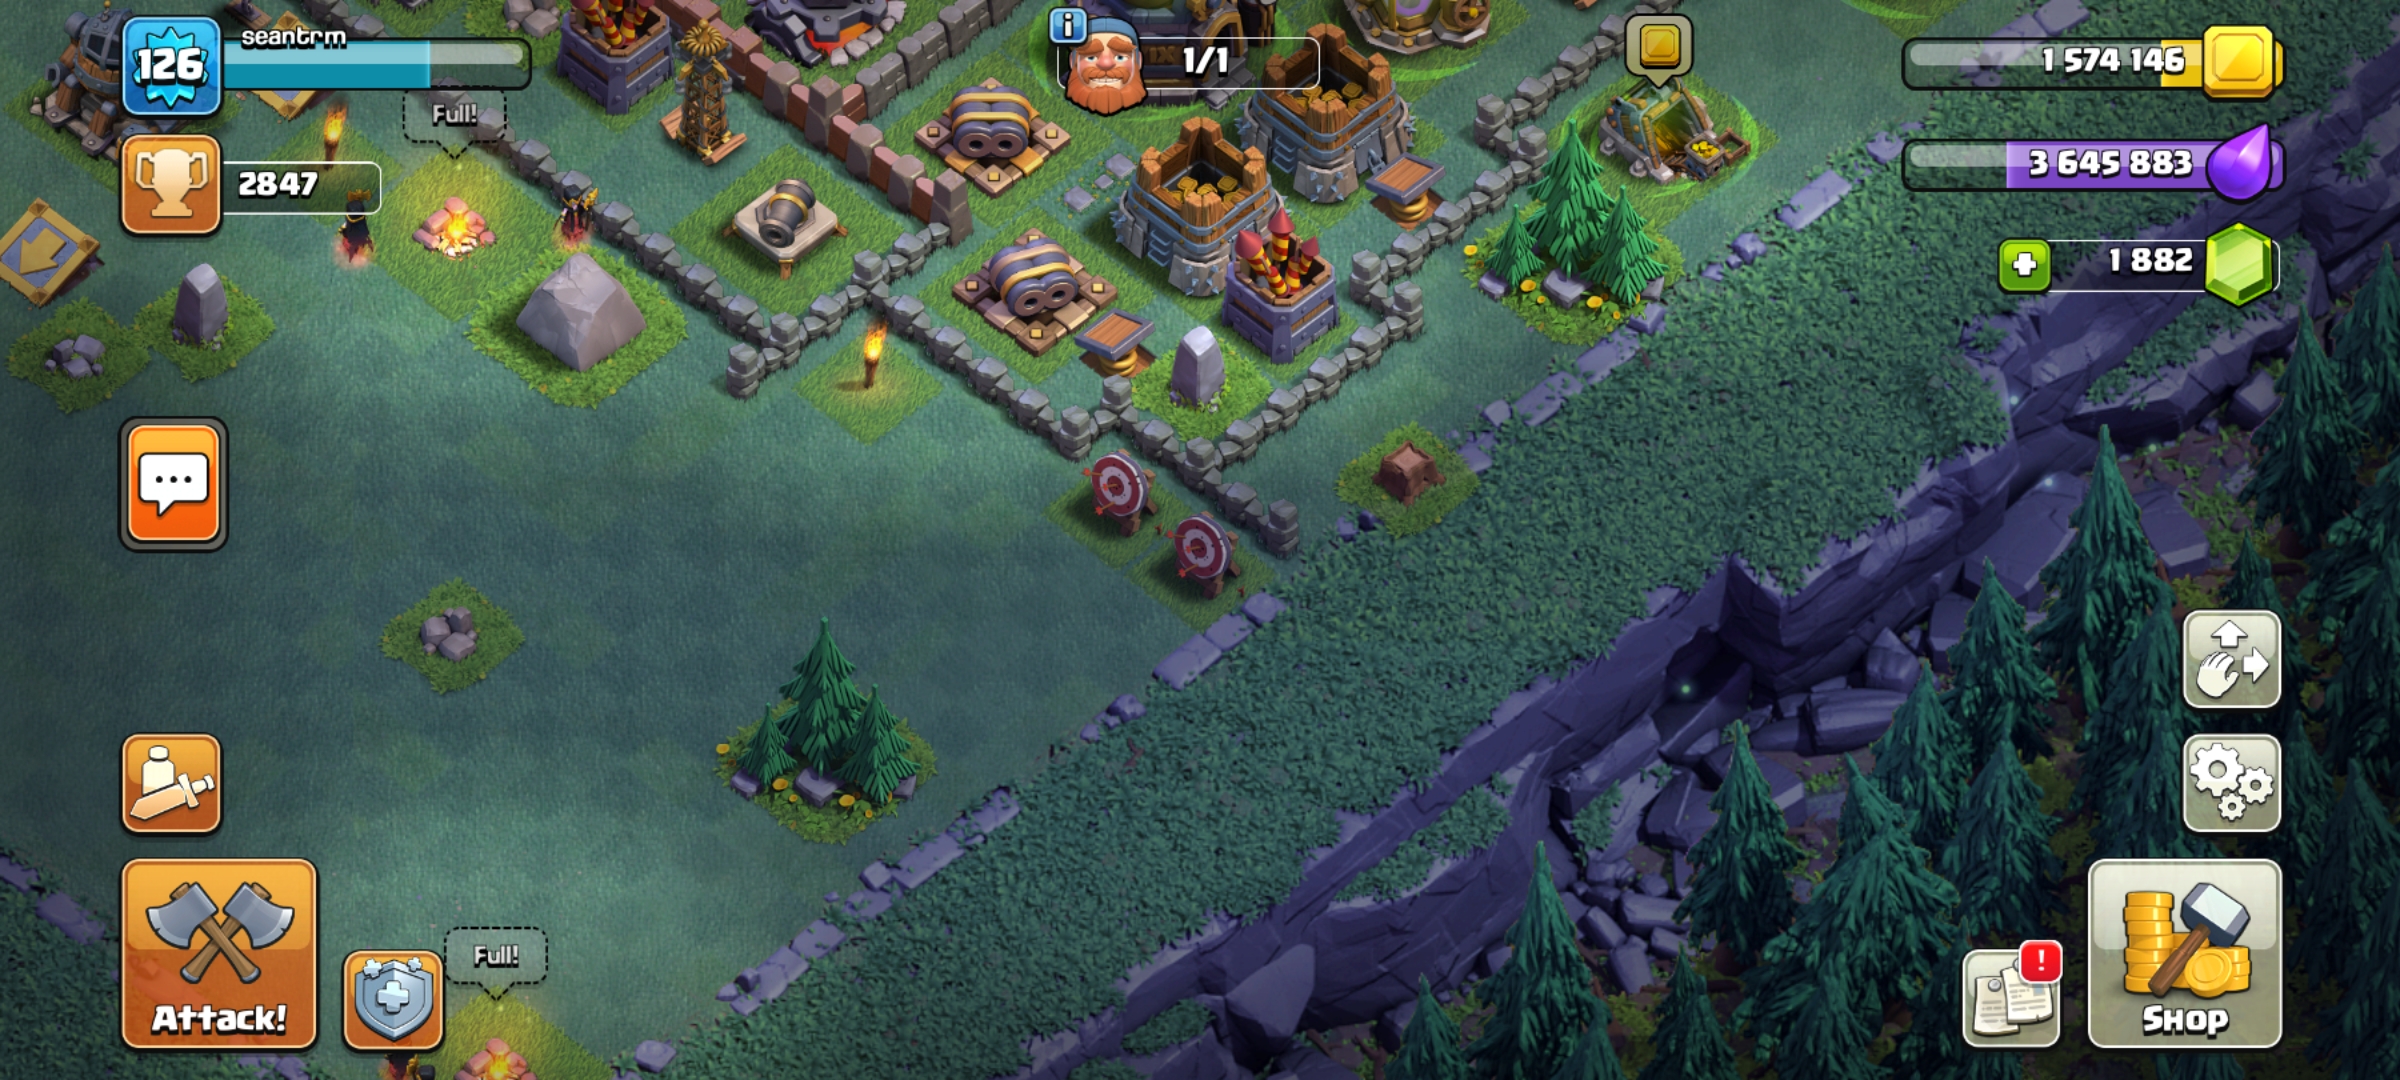 126
seantrm
i
1/1
1 574 146
Full!
2847
3 645 883
1 882
Full!
Attack!
!
Shop